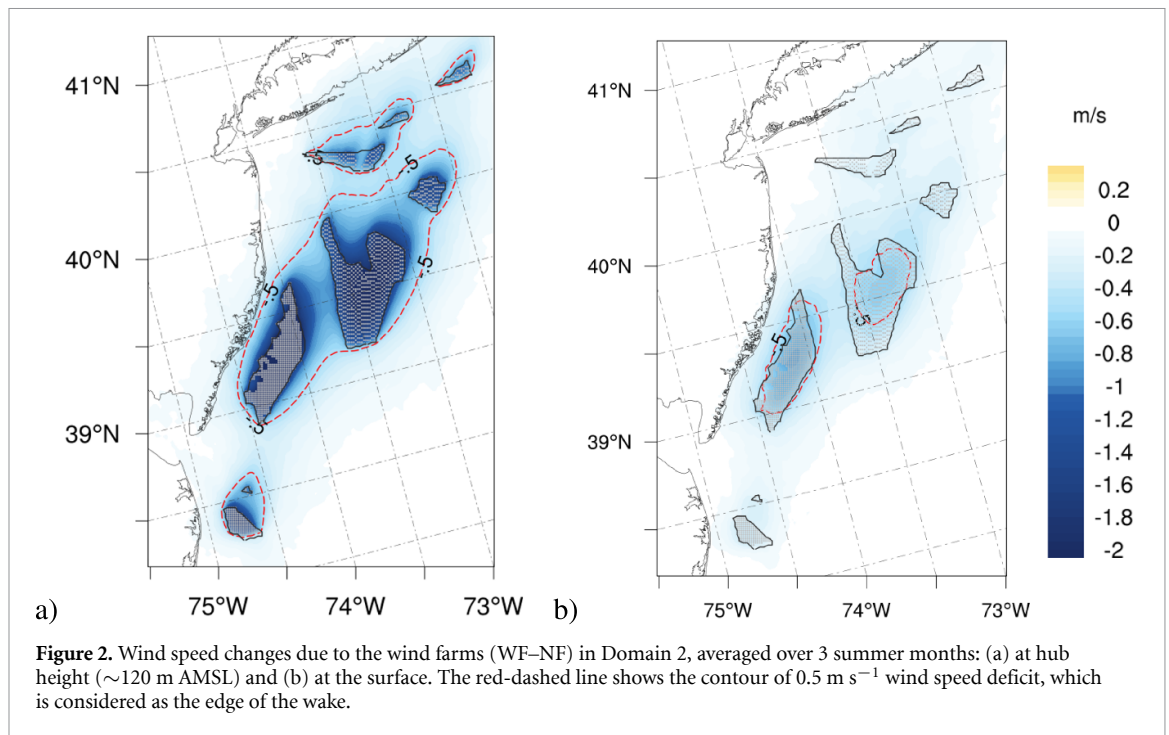 41°N
40°N
39°N
75°W 74°W 73°W
-.5
-.5
-.5
-.5
-.5
a)
41°N
40°N
39°N
75°W 74°W 73°W
-.5
.5
b)
m/s
0.2
0
-0.2
-0.4
-0.6
-0.8
-1
-1.2
-1.4
-1.6
-1.8
-2
Figure 2. Wind speed changes due to the wind farms (WF–NF) in Domain 2, averaged over 3 summer months: (a) at hub
height (∼120 m AMSL) and (b) at the surface. The red-dashed line shows the contour of 0.5 m s⁻¹ wind speed deficit, which
is considered as the edge of the wake.